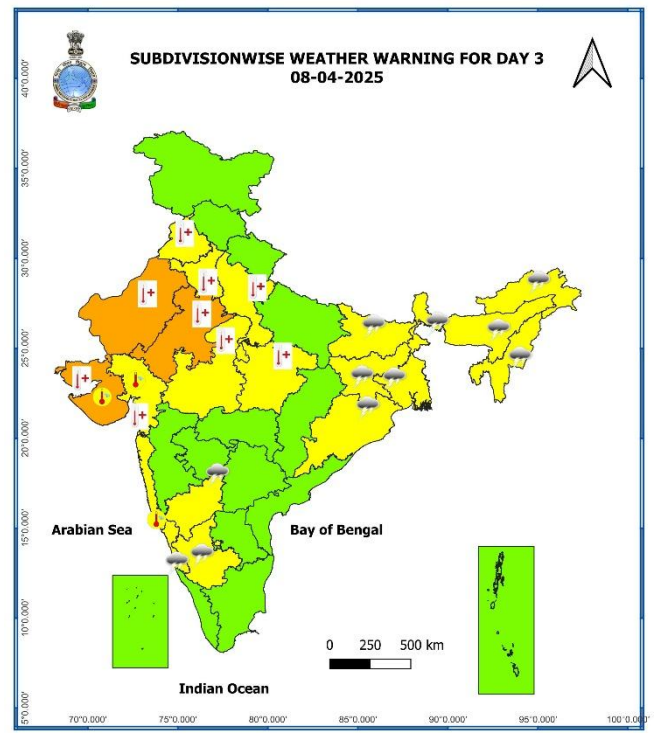 SUBDIVISIONWISE WEATHER WARNING FOR DAY 3
08-04-2025
40°0.000'
35°0.000'
30°0.000'
25°0.000'
20°0.000'
15°0.000'
10°0.000'
5°0.000'
Arabian Sea
Bay of Bengal
0 250 500 km
Indian Ocean
70°0.000' 75°0.000' 80°0.000' 85°0.000' 90°0.000' 95°0.000' 100°0.000'